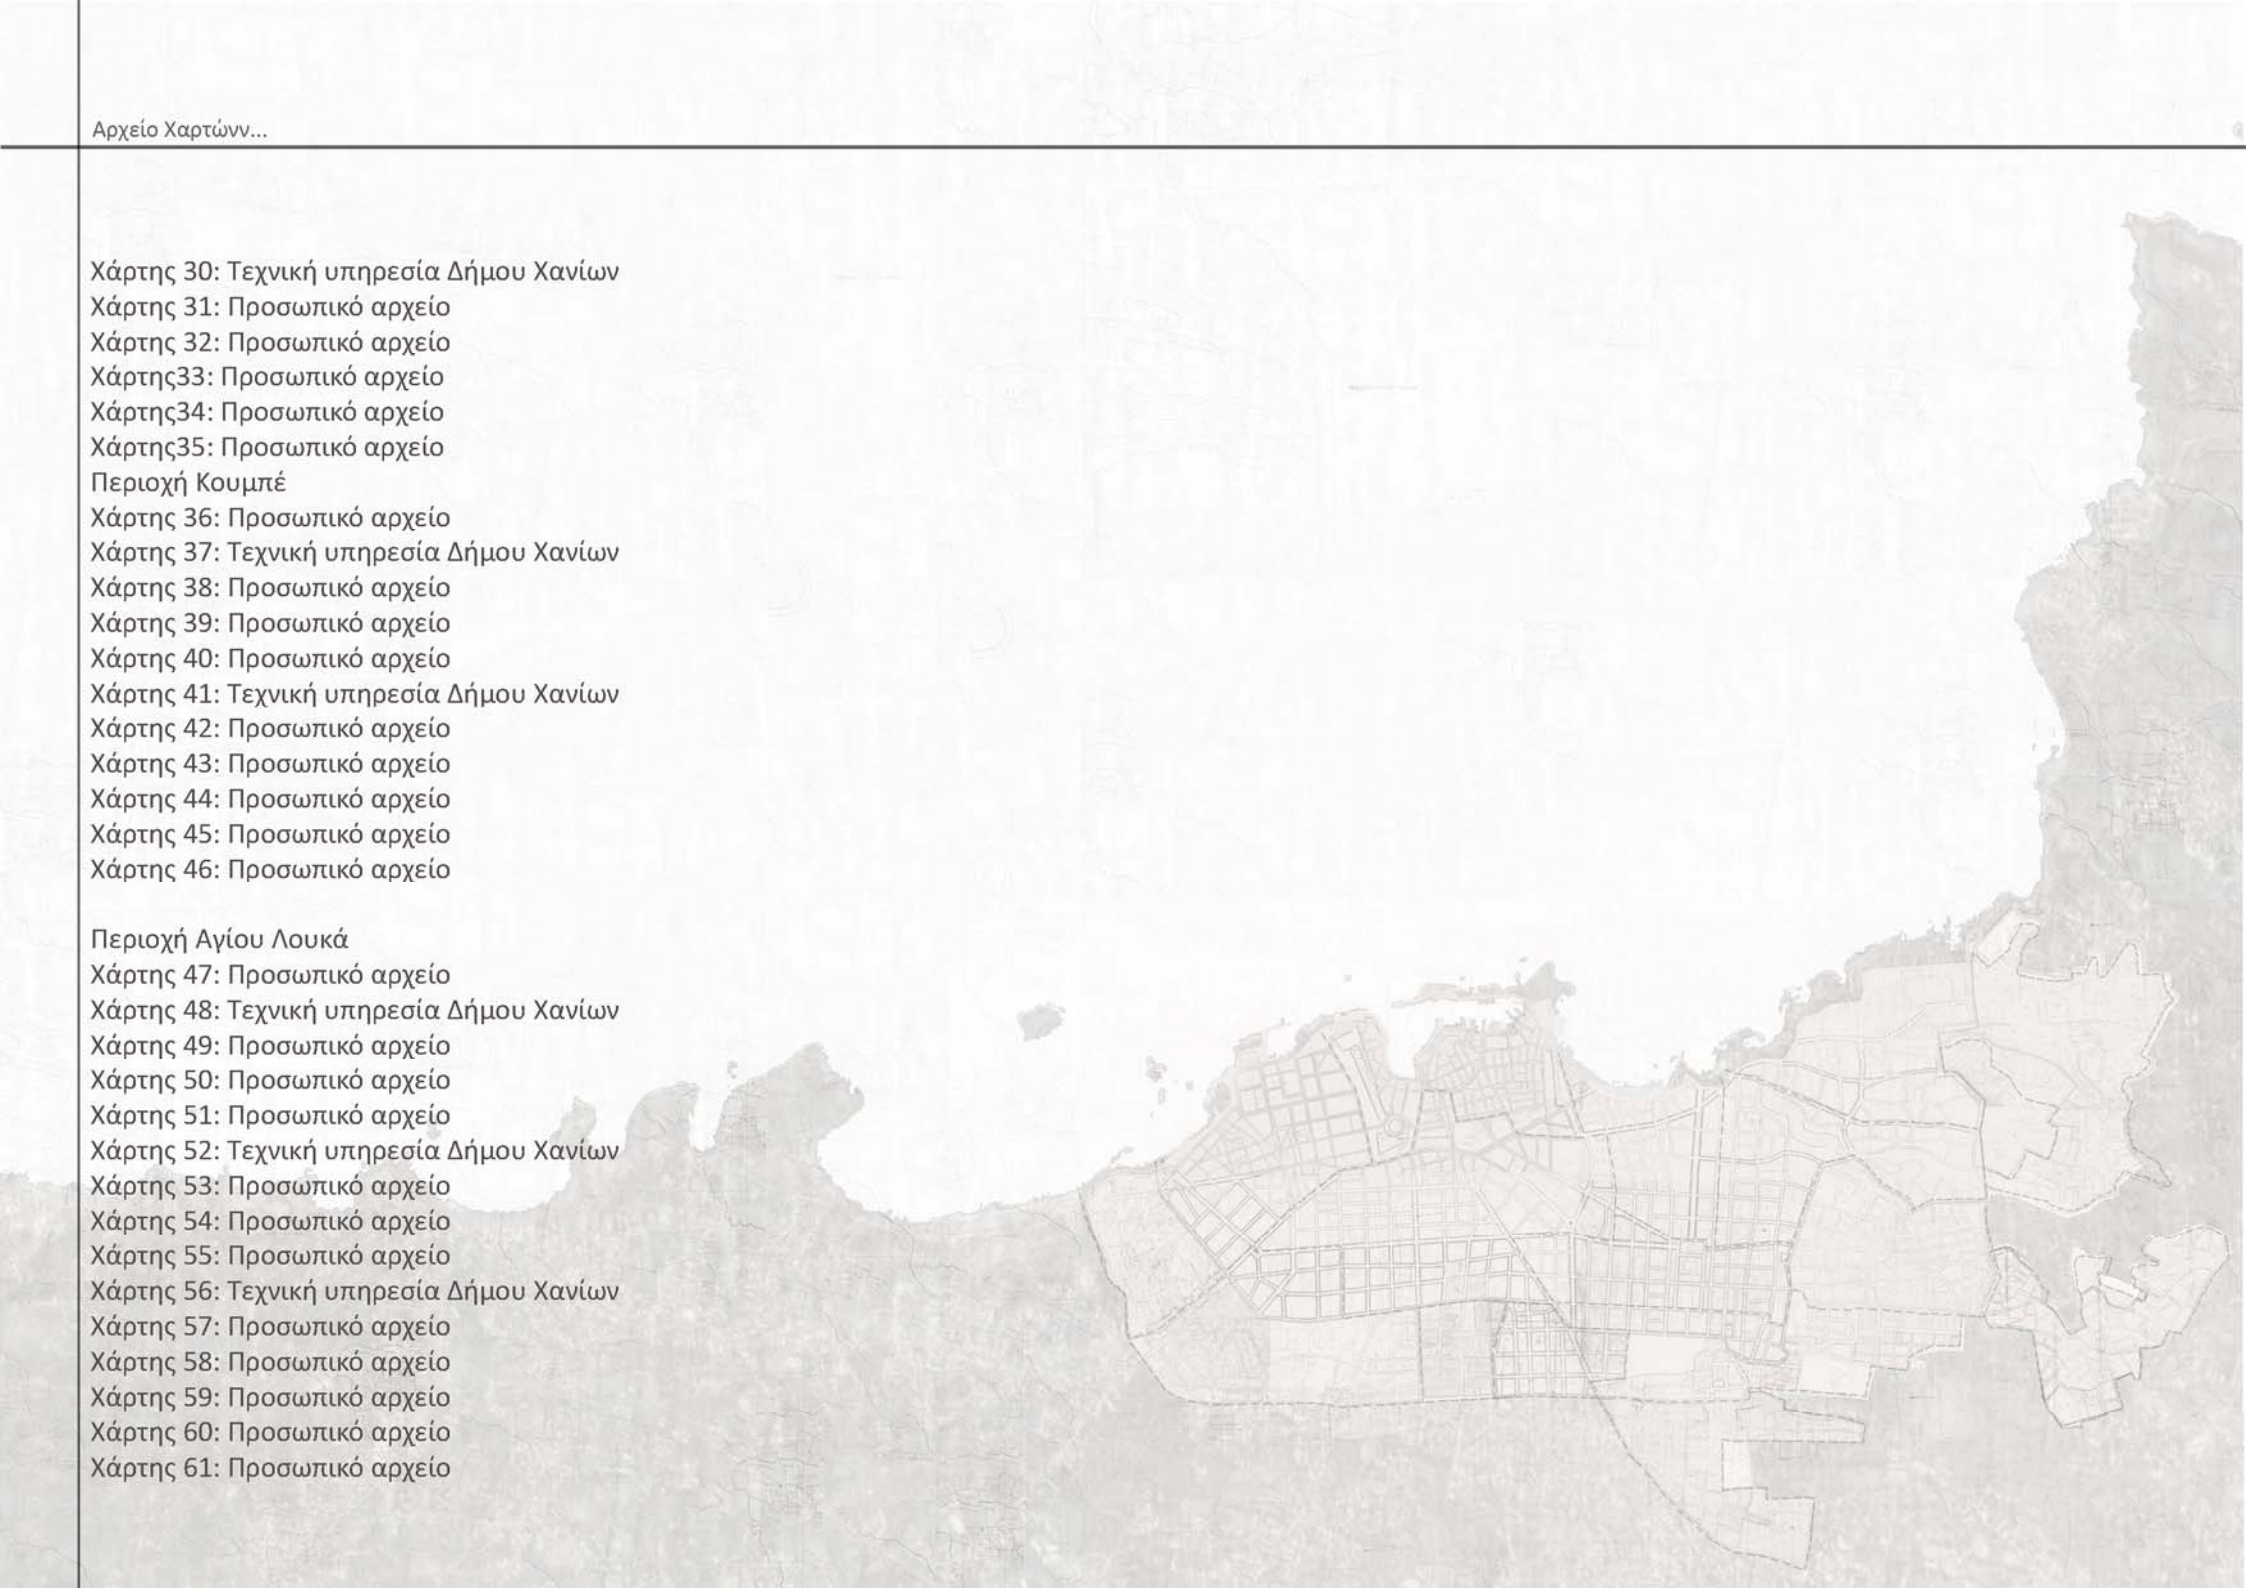 Αρχείο Χαρτώνν...
Χάρτης 30: Τεχνική υπηρεσία Δήμου Χανίων
Χάρτης 31: Προσωπικό αρχείο
Χάρτης 32: Προσωπικό αρχείο
Χάρτης33: Προσωπικό αρχείο
Χάρτης34: Προσωπικό αρχείο
Χάρτης35: Προσωπικό αρχείο
Περιοχή Κουμπέ
Χάρτης 36: Προσωπικό αρχείο
Χάρτης 37: Τεχνική υπηρεσία Δήμου Χανίων
Χάρτης 38: Προσωπικό αρχείο
Χάρτης 39: Προσωπικό αρχείο
Χάρτης 40: Προσωπικό αρχείο
Χάρτης 41: Τεχνική υπηρεσία Δήμου Χανίων
Χάρτης 42: Προσωπικό αρχείο
Χάρτης 43: Προσωπικό αρχείο
Χάρτης 44: Προσωπικό αρχείο
Χάρτης 45: Προσωπικό αρχείο
Χάρτης 46: Προσωπικό αρχείο
Περιοχή Αγίου Λουκά
Χάρτης 47: Προσωπικό αρχείο
Χάρτης 48: Τεχνική υπηρεσία Δήμου Χανίων
Χάρτης 49: Προσωπικό αρχείο
Χάρτης 50: Προσωπικό αρχείο
Χάρτης 51: Προσωπικό αρχείο
Χάρτης 52: Τεχνική υπηρεσία Δήμου Χανίων
Χάρτης 53: Προσωπικό αρχείο
Χάρτης 54: Προσωπικό αρχείο
Χάρτης 55: Προσωπικό αρχείο
Χάρτης 56: Τεχνική υπηρεσία Δήμου Χανίων
Χάρτης 57: Προσωπικό αρχείο
Χάρτης 58: Προσωπικό αρχείο
Χάρτης 59: Προσωπικό αρχείο
Χάρτης 60: Προσωπικό αρχείο
Χάρτης 61: Προσωπικό αρχείο